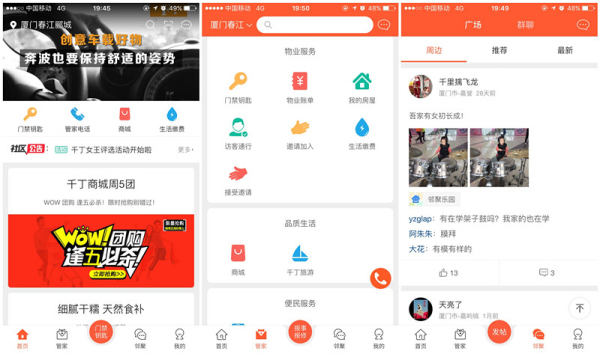 中国移动 4G 19:45 49%
厦门春江郦城
创意车载好物
奔波也要保持舒适的姿势
门禁钥匙
管家电话
商城
生活缴费
社区公告
千丁女王评选活动开始啦
更多
千丁商城周5团
WOW 团购 逢五必杀！限时抢购别错过！
限量抢购
WOW!团购
逢五必杀!
立即抢购
细腻干糯 天然食补
首页
管家
门禁
钥匙
邻聚
我的
中国移动 4G 19:50 48%
厦门春江
物业服务
门禁钥匙
物业账单
我的房屋
访客通行
邀请加入
生活缴费
接受邀请
品质生活
商城
千丁旅游
便民服务
首页
管家
报事
报修
邻聚
我的
中国移动 4G 19:49 49%
广场
群聊
周边
推荐
最新
千里搞飞龙
厦门市-嘉誉 29天前
吾家有女初长成！
邻聚乐园
yzglap：有在学架子鼓吗？我家的也在学
阿朱朱：膜拜
大花：有模有样的
13
3
天亮了
厦门市-嘉屿城 1月前
首页
管家
发帖
邻聚
我的